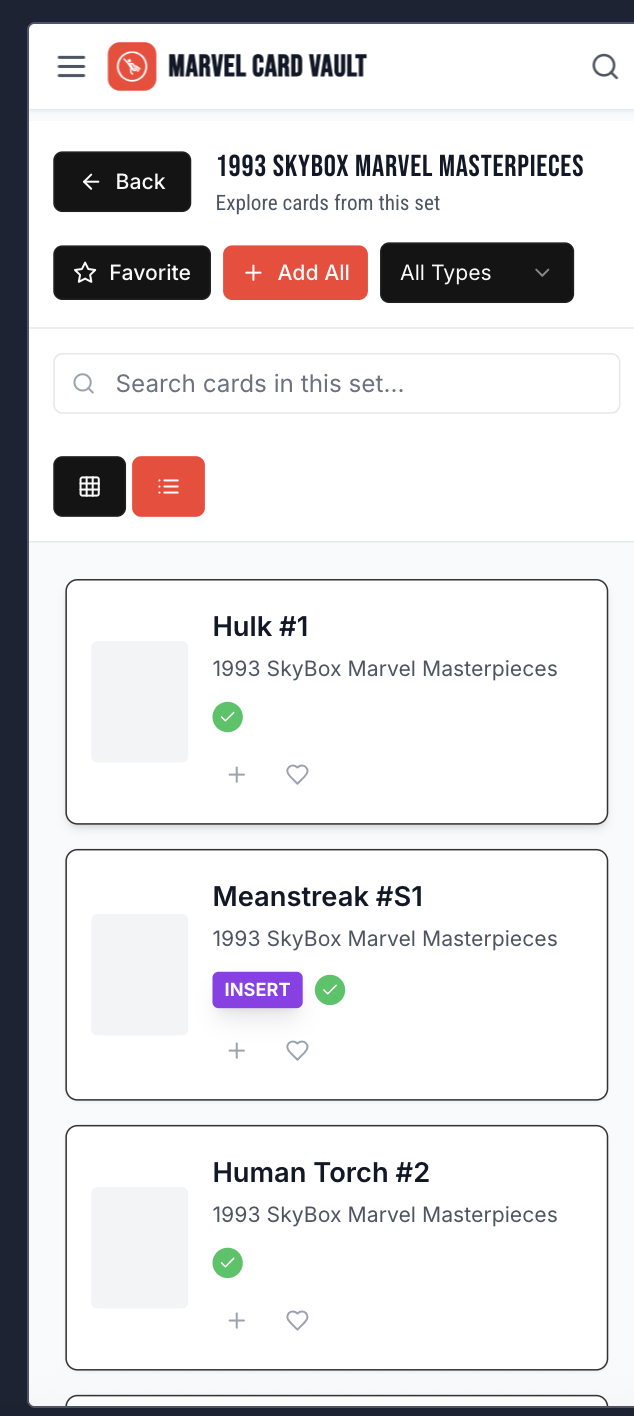 MARVEL CARD VAULT
Back
1993 SKYBOX MARVEL MASTERPIECES
Explore cards from this set
Favorite
Add All
All Types
Search cards in this set...
Hulk #1
1993 SkyBox Marvel Masterpieces
Meanstreak #S1
1993 SkyBox Marvel Masterpieces
INSERT
Human Torch #2
1993 SkyBox Marvel Masterpieces